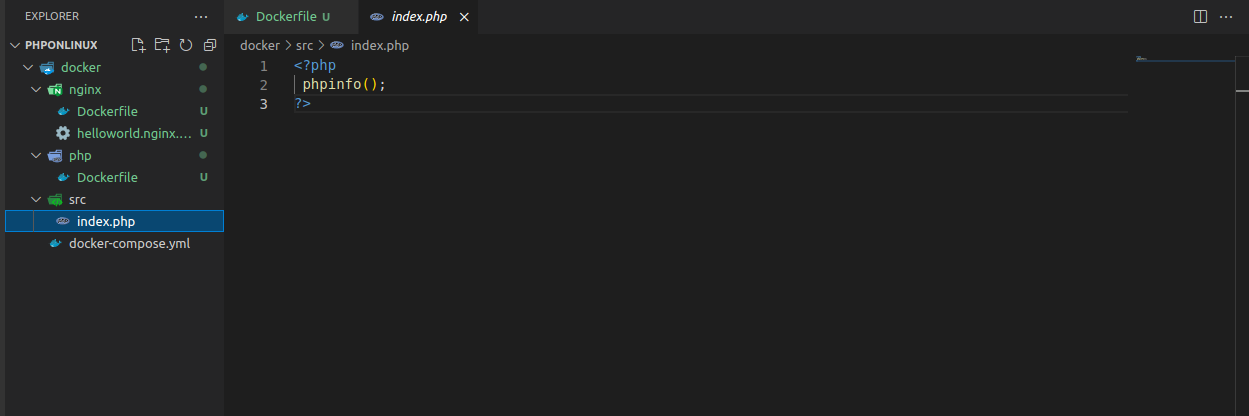 EXPLORER
PHPONLINUX
docker
nginx
Dockerfile U
helloworld.nginx.... U
php
Dockerfile U
src
index.php
docker-compose.yml
Dockerfile U index.php
docker > src > index.php
1 <?php
2 phpinfo();
3 ?>